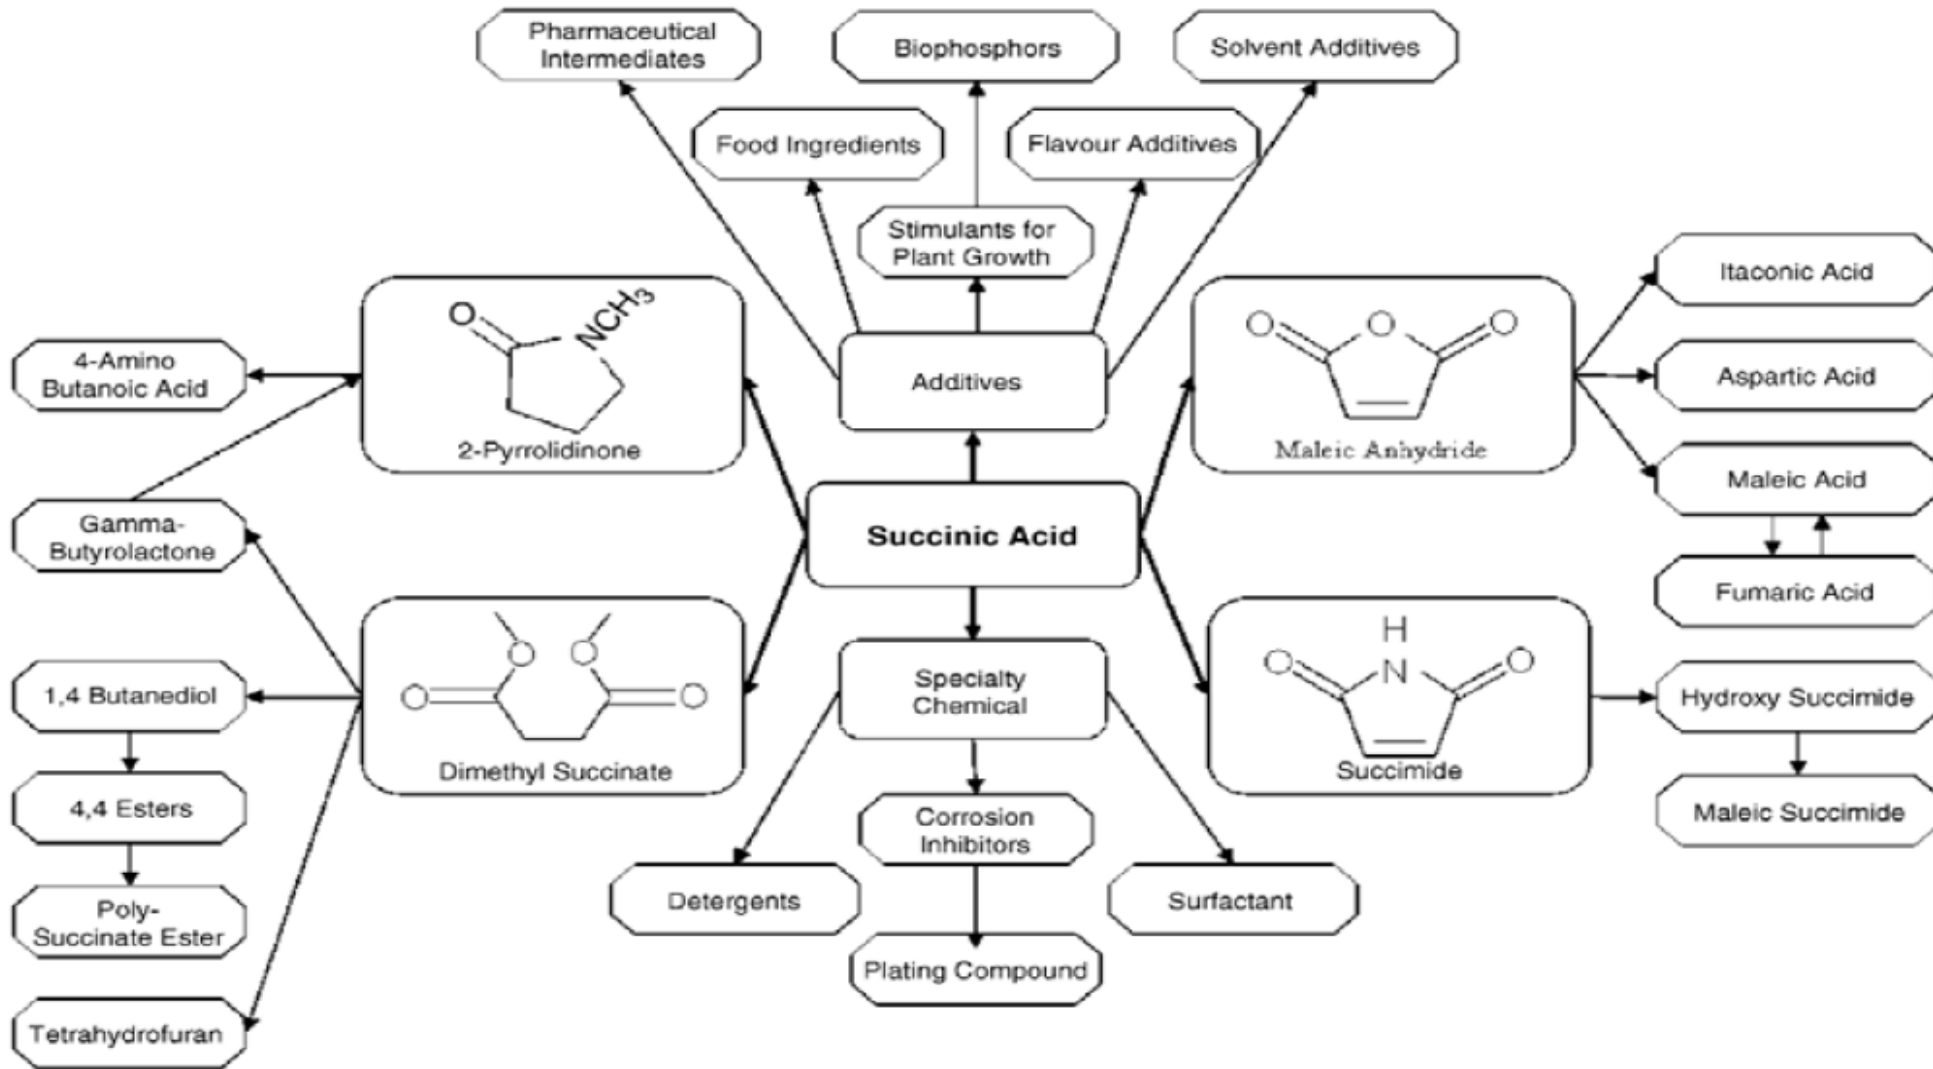 Pharmaceutical
Intermediates
Biophosphors
Solvent Additives
Food Ingredients
Flavour Additives
Stimulants for
Plant Growth
Itaconic Acid
O
NCH3
2-Pyrrolidinone
4-Amino
Butanoic Acid
Additives
O
O
O
Maleic Anhydride
Aspartic Acid
Maleic Acid
Fumaric Acid
Gamma-
Butyrolactone
Succinic Acid
1,4 Butanediol
O
O
O
O
Dimethyl Succinate
Specialty
Chemical
H
N
O
O
Succimide
Hydroxy Succimide
Maleic Succimide
4,4 Esters
Poly-
Succinate Ester
Tetrahydrofuran
Corrosion
Inhibitors
Detergents
Surfactant
Plating Compound